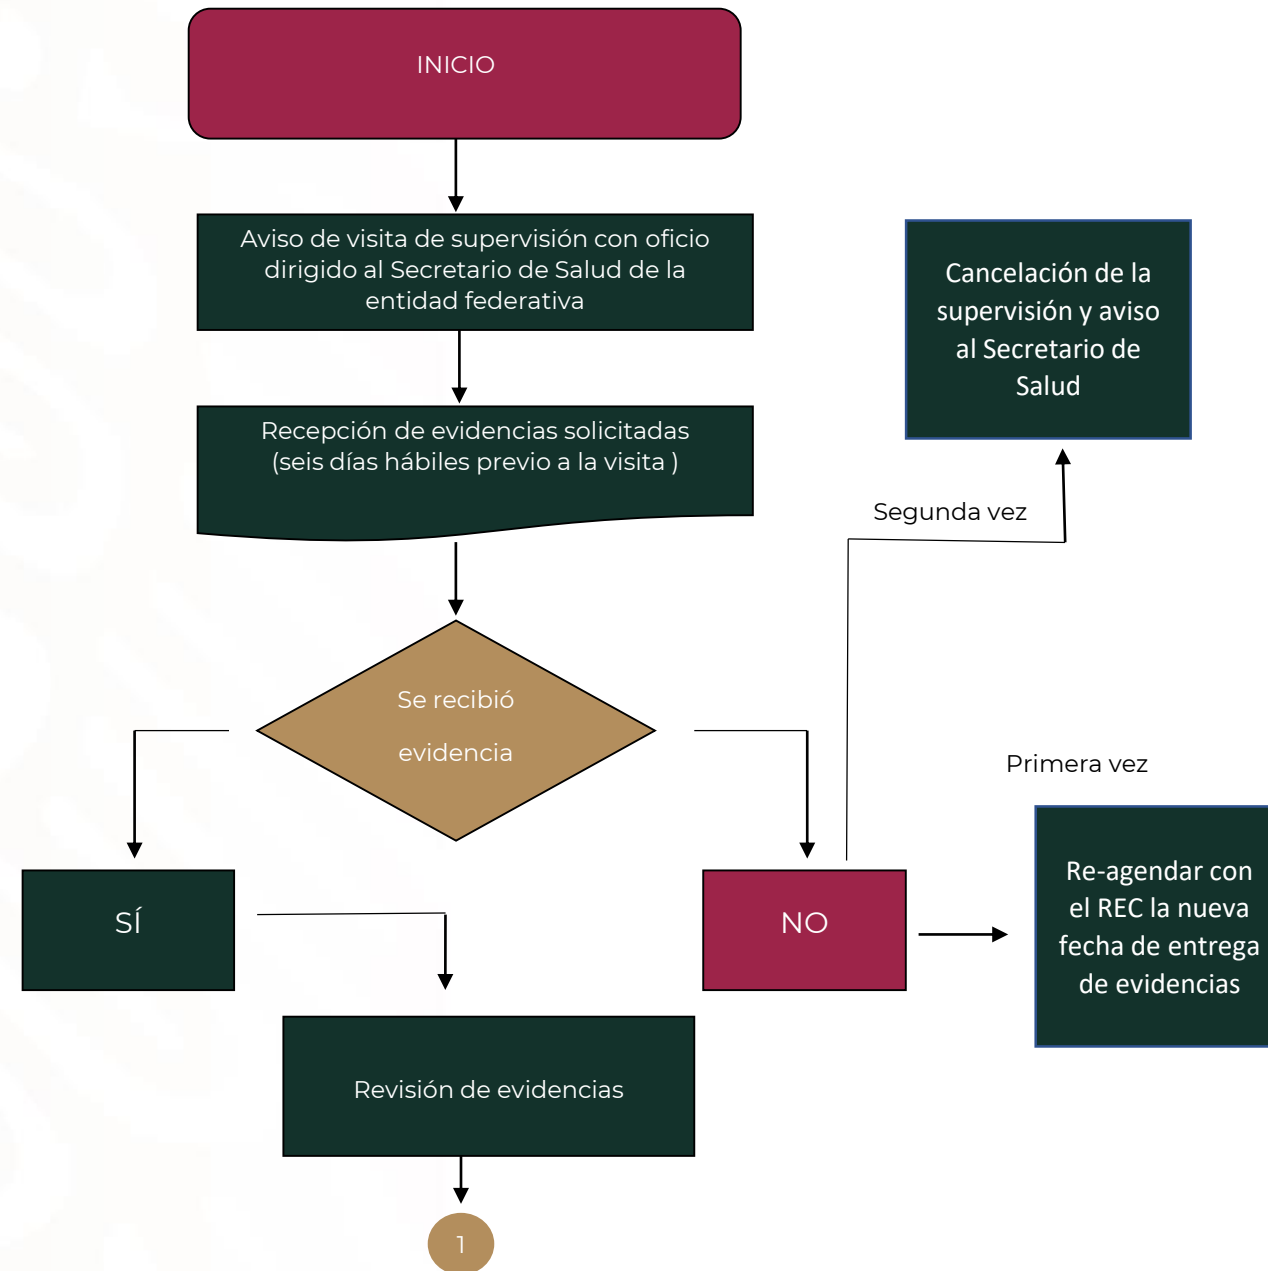 INICIO
Aviso de visita de supervisión con oficio
dirigido al Secretario de Salud de la
entidad federativa
Cancelación de la
supervisión y aviso
al Secretario de
Salud
Recepción de evidencias solicitadas
(seis días hábiles previo a la visita )
Segunda vez
Se recibió
evidencia
Primera vez
SÍ
NO
Re-agendar con
el REC la nueva
fecha de entrega
de evidencias
Revisión de evidencias
1